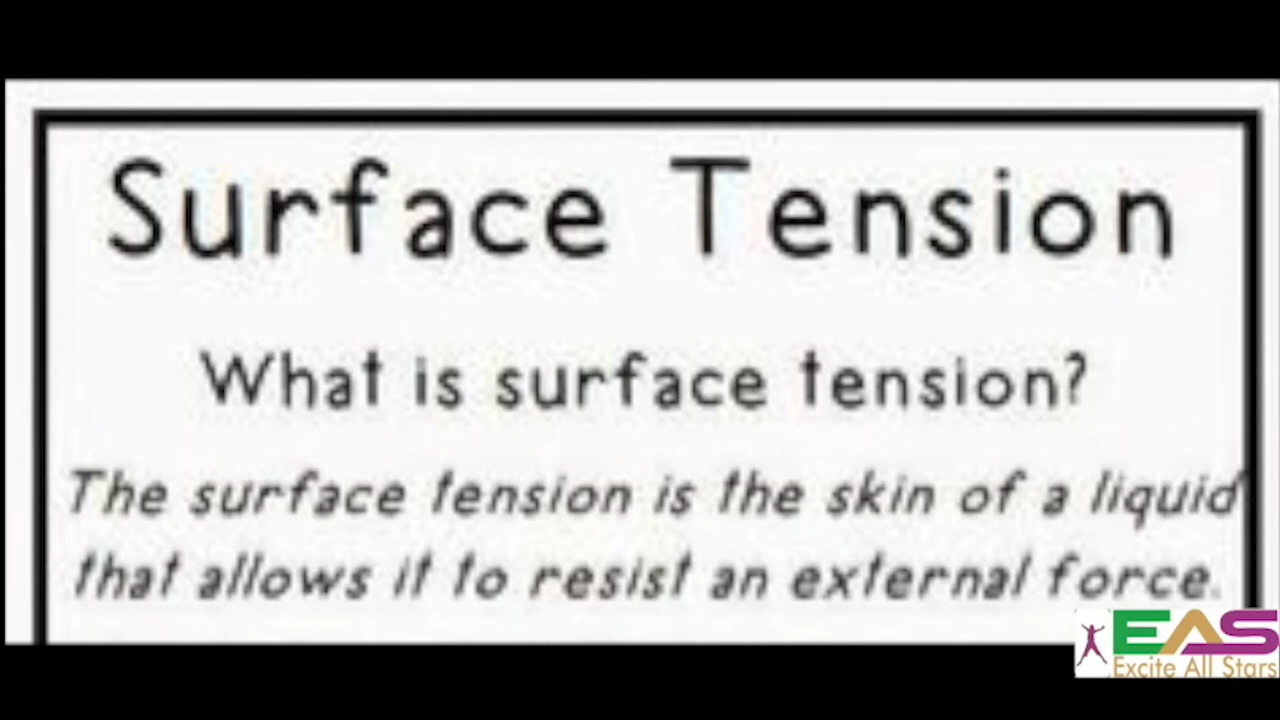 Surface Tension
What is surface tension?
The surface tension is the skin of a liquid
that allows it to resist an external force.
EAS
Excite All Stars